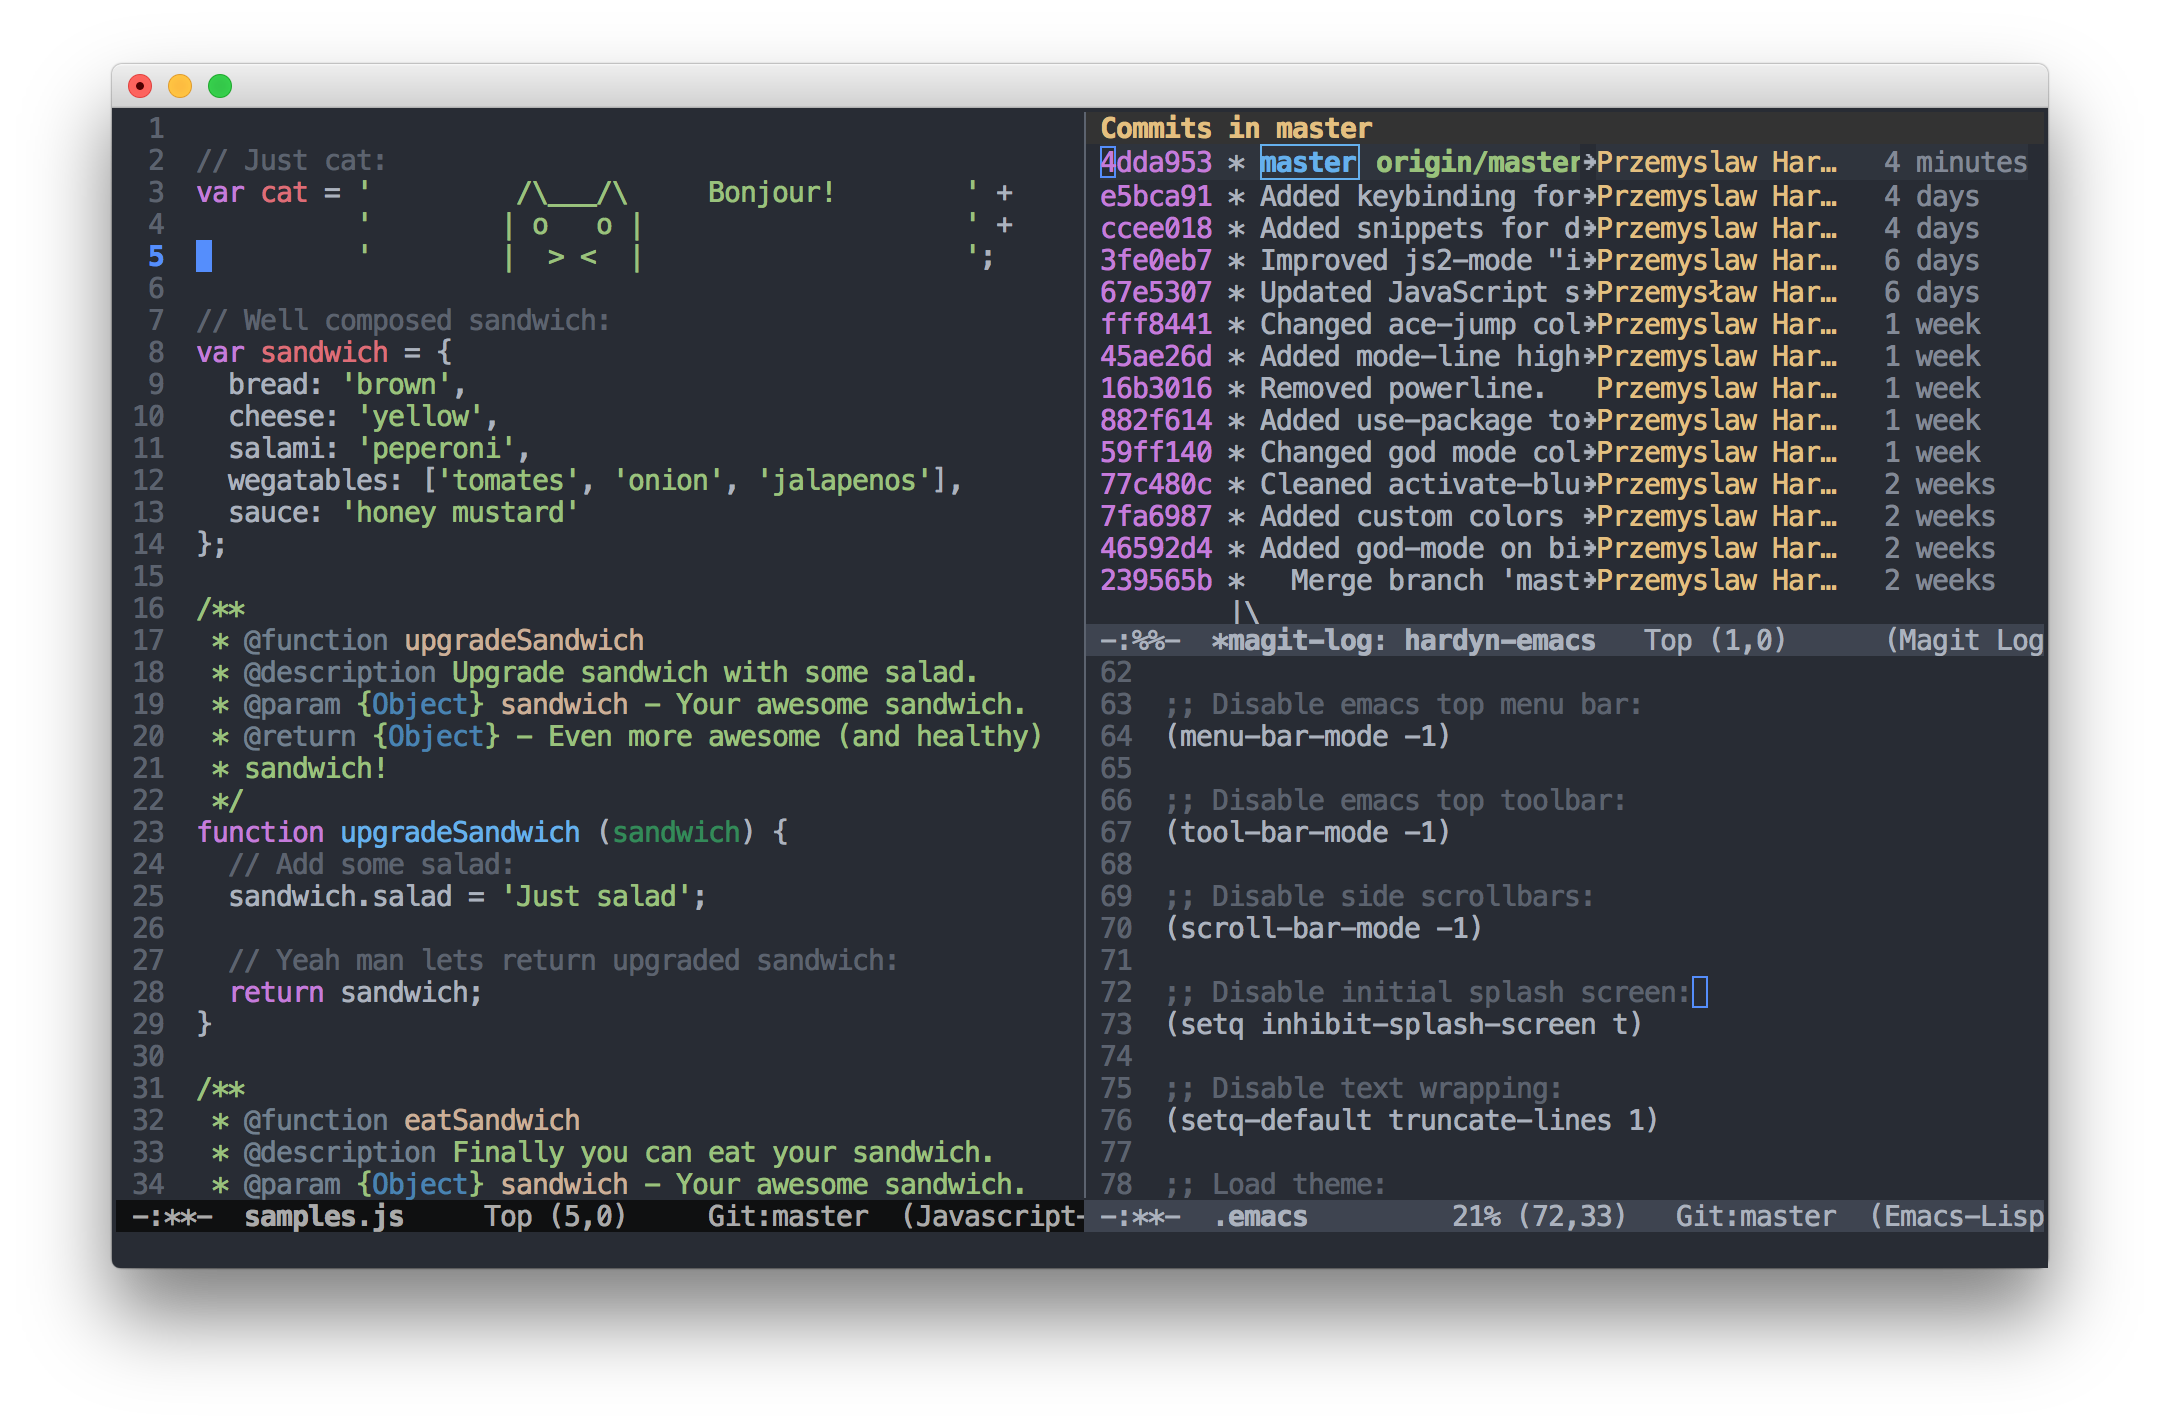 1
2  // Just cat:
3  var cat = '         /\___/\     Bonjour!        ' +
4            '        | o   o |                    ' +
5            '        |  > <  |                    ';
6
7  // Well composed sandwich:
8  var sandwich = {
9    bread: 'brown',
10   cheese: 'yellow',
11   salami: 'peperoni',
12   wegatables: ['tomates', 'onion', 'jalapenos'],
13   sauce: 'honey mustard'
14 };
15
16 /**
17  * @function upgradeSandwich
18  * @description Upgrade sandwich with some salad.
19  * @param {Object} sandwich - Your awesome sandwich.
20  * @return {Object} - Even more awesome (and healthy)
21  * sandwich!
22  */
23 function upgradeSandwich (sandwich) {
24   // Add some salad:
25   sandwich.salad = 'Just salad';
26
27   // Yeah man lets return upgraded sandwich:
28   return sandwich;
29 }
30
31 /**
32  * @function eatSandwich
33  * @description Finally you can eat your sandwich.
34  * @param {Object} sandwich - Your awesome sandwich.
-:**-  samples.js     Top (5,0)     Git:master  (Javascript-
Commits in master
4dda953 * master origin/master Przemyslaw Har…   4 minutes
e5bca91 * Added keybinding for Przemyslaw Har…   4 days
ccee018 * Added snippets for d Przemyslaw Har…   4 days
3fe0eb7 * Improved js2-mode "i Przemyslaw Har…   6 days
67e5307 * Updated JavaScript s Przemysław Har…   6 days
fff8441 * Changed ace-jump col Przemyslaw Har…   1 week
45ae26d * Added mode-line high Przemyslaw Har…   1 week
16b3016 * Removed powerline.   Przemyslaw Har…   1 week
882f614 * Added use-package to Przemyslaw Har…   1 week
59ff140 * Changed god mode col Przemyslaw Har…   1 week
77c480c * Cleaned activate-blu Przemyslaw Har…   2 weeks
7fa6987 * Added custom colors  Przemyslaw Har…   2 weeks
46592d4 * Added god-mode on bi Przemyslaw Har…   2 weeks
239565b *   Merge branch 'mast Przemyslaw Har…   2 weeks
        |\
-:%%-  *magit-log: hardyn-emacs   Top (1,0)      (Magit Log
62
63  ;; Disable emacs top menu bar:
64  (menu-bar-mode -1)
65
66  ;; Disable emacs top toolbar:
67  (tool-bar-mode -1)
68
69  ;; Disable side scrollbars:
70  (scroll-bar-mode -1)
71
72  ;; Disable initial splash screen:
73  (setq inhibit-splash-screen t)
74
75  ;; Disable text wrapping:
76  (setq-default truncate-lines 1)
77
78  ;; Load theme:
-:**-  .emacs         21% (72,33)   Git:master  (Emacs-Lisp